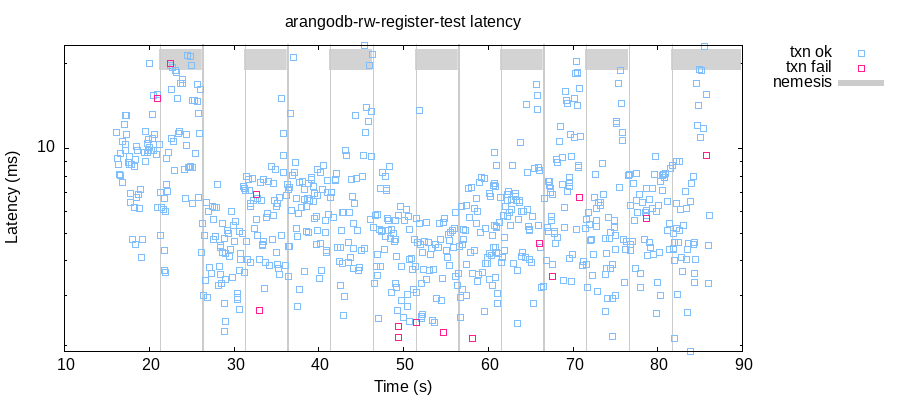 arangodb-rw-register-test latency
txn ok
txn fail
nemesis
10
Latency (ms)
10 20 30 40 50 60 70 80 90
Time (s)